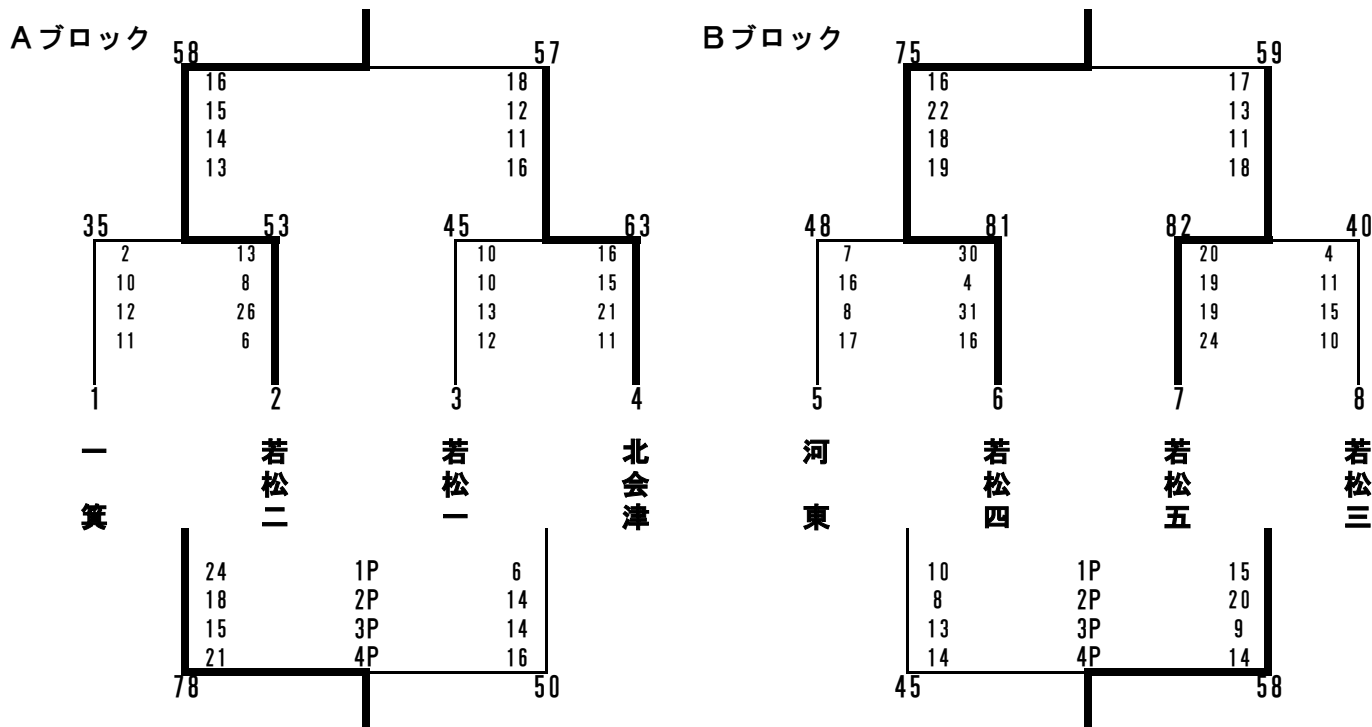 Aブロック
58 57
16 18
15 12
14 11
13 16
35 53 45 63
2 13 10 16
10 8 10 15
12 26 13 21
11 6 12 11
1 2 3 4
一箕 若松二 若松一 北会津
24 1P 6
18 2P 14
15 3P 14
21 4P 16
78 50
Bブロック
75 59
16 17
22 13
18 11
19 18
48 81 82 40
7 30 20 4
16 4 19 11
8 31 19 15
17 16 24 10
5 6 7 8
河東 若松四 若松五 若松三
10 1P 15
8 2P 20
13 3P 9
14 4P 14
45 58